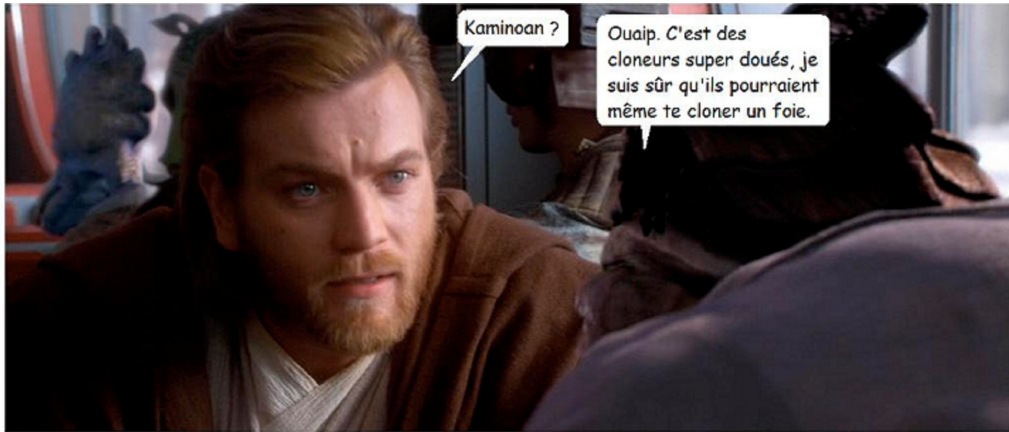 Kaminoan ?
Ouaip. C'est des
cloneurs super doués, je
suis sûr qu'ils pourraient
même te cloner un foie.